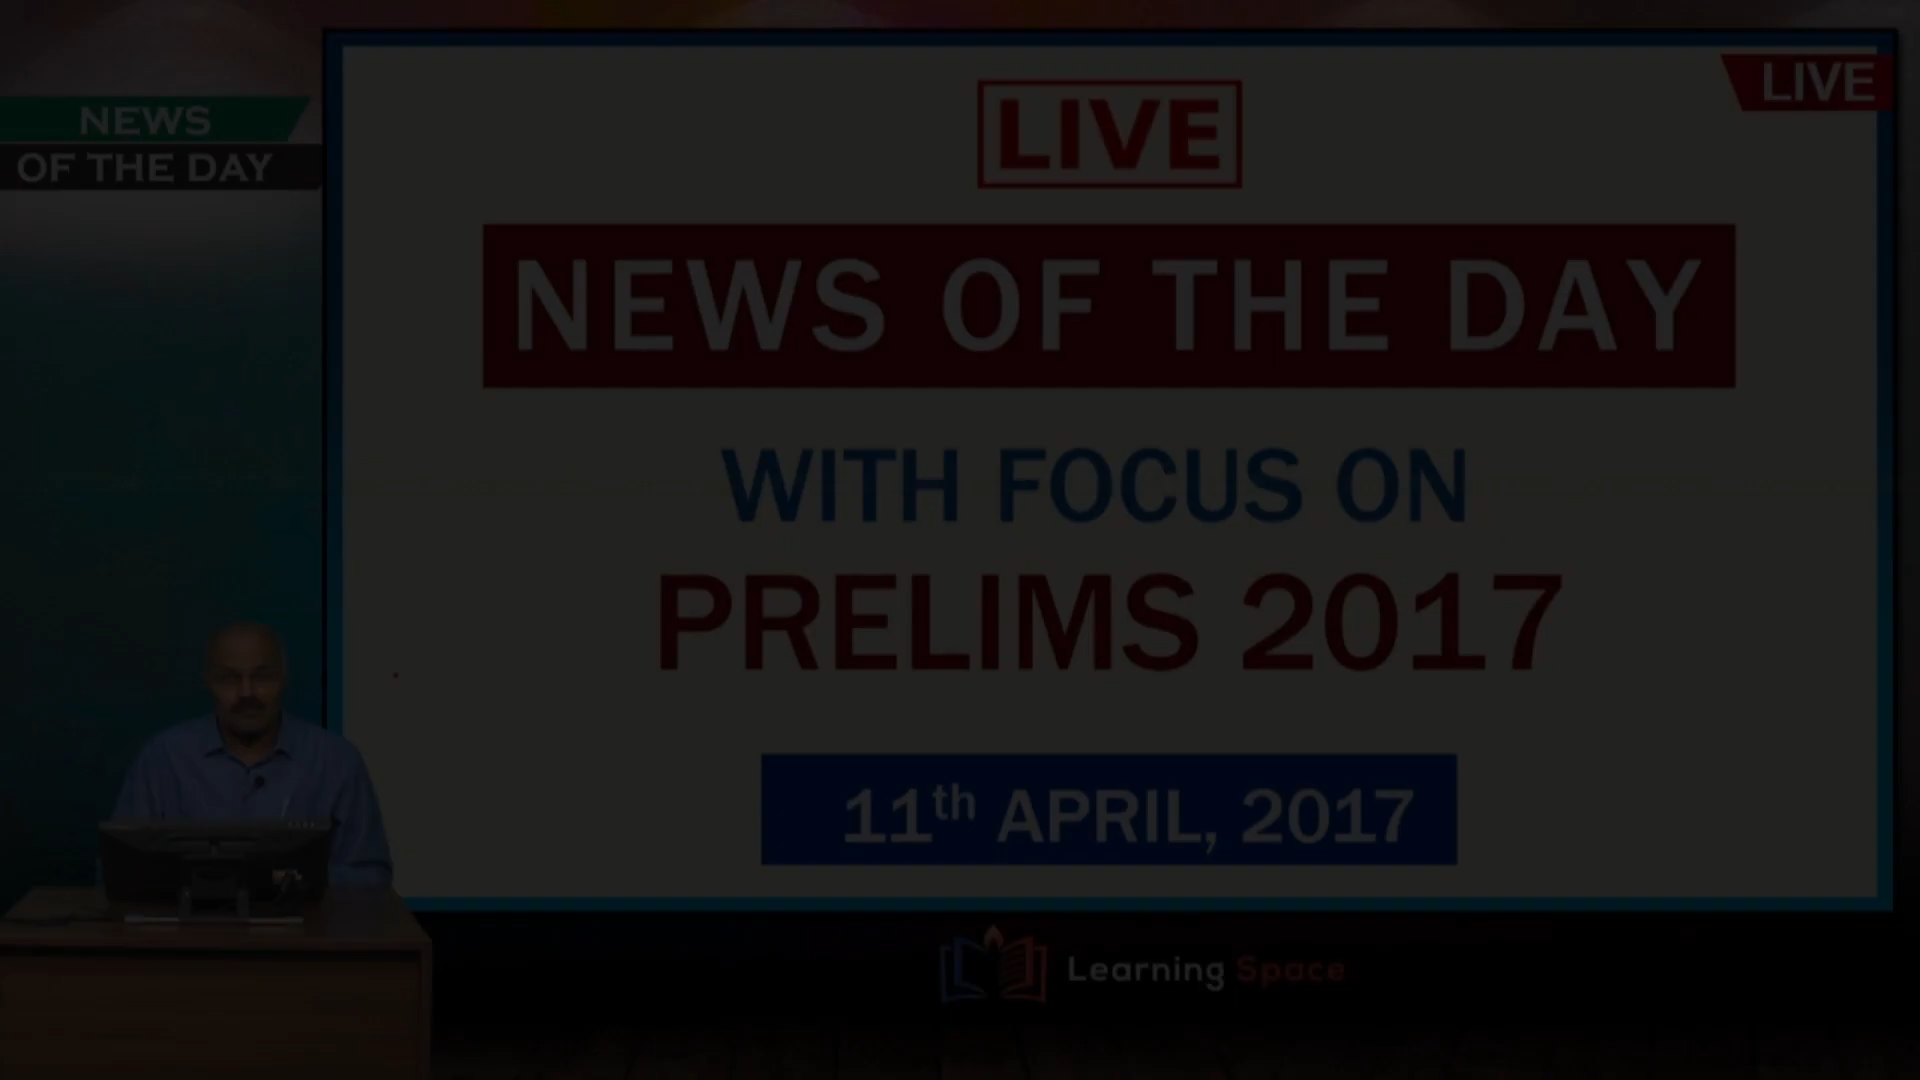 NEWS
OF THE DAY
LIVE
LIVE
NEWS OF THE DAY
WITH FOCUS ON
PRELIMS 2017
11th APRIL, 2017
Learning Space